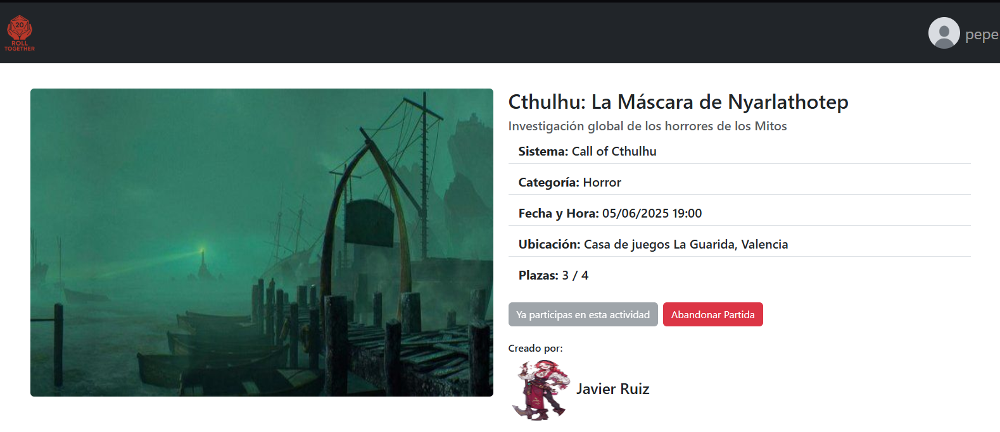 20
ROLL
TOGETHER
pepe
Cthulhu: La Máscara de Nyarlathotep
Investigación global de los horrores de los Mitos
Sistema: Call of Cthulhu
Categoría: Horror
Fecha y Hora: 05/06/2025 19:00
Ubicación: Casa de juegos La Guarida, Valencia
Plazas: 3 / 4
Ya participas en esta actividad
Abandonar Partida
Creado por:
Javier Ruiz